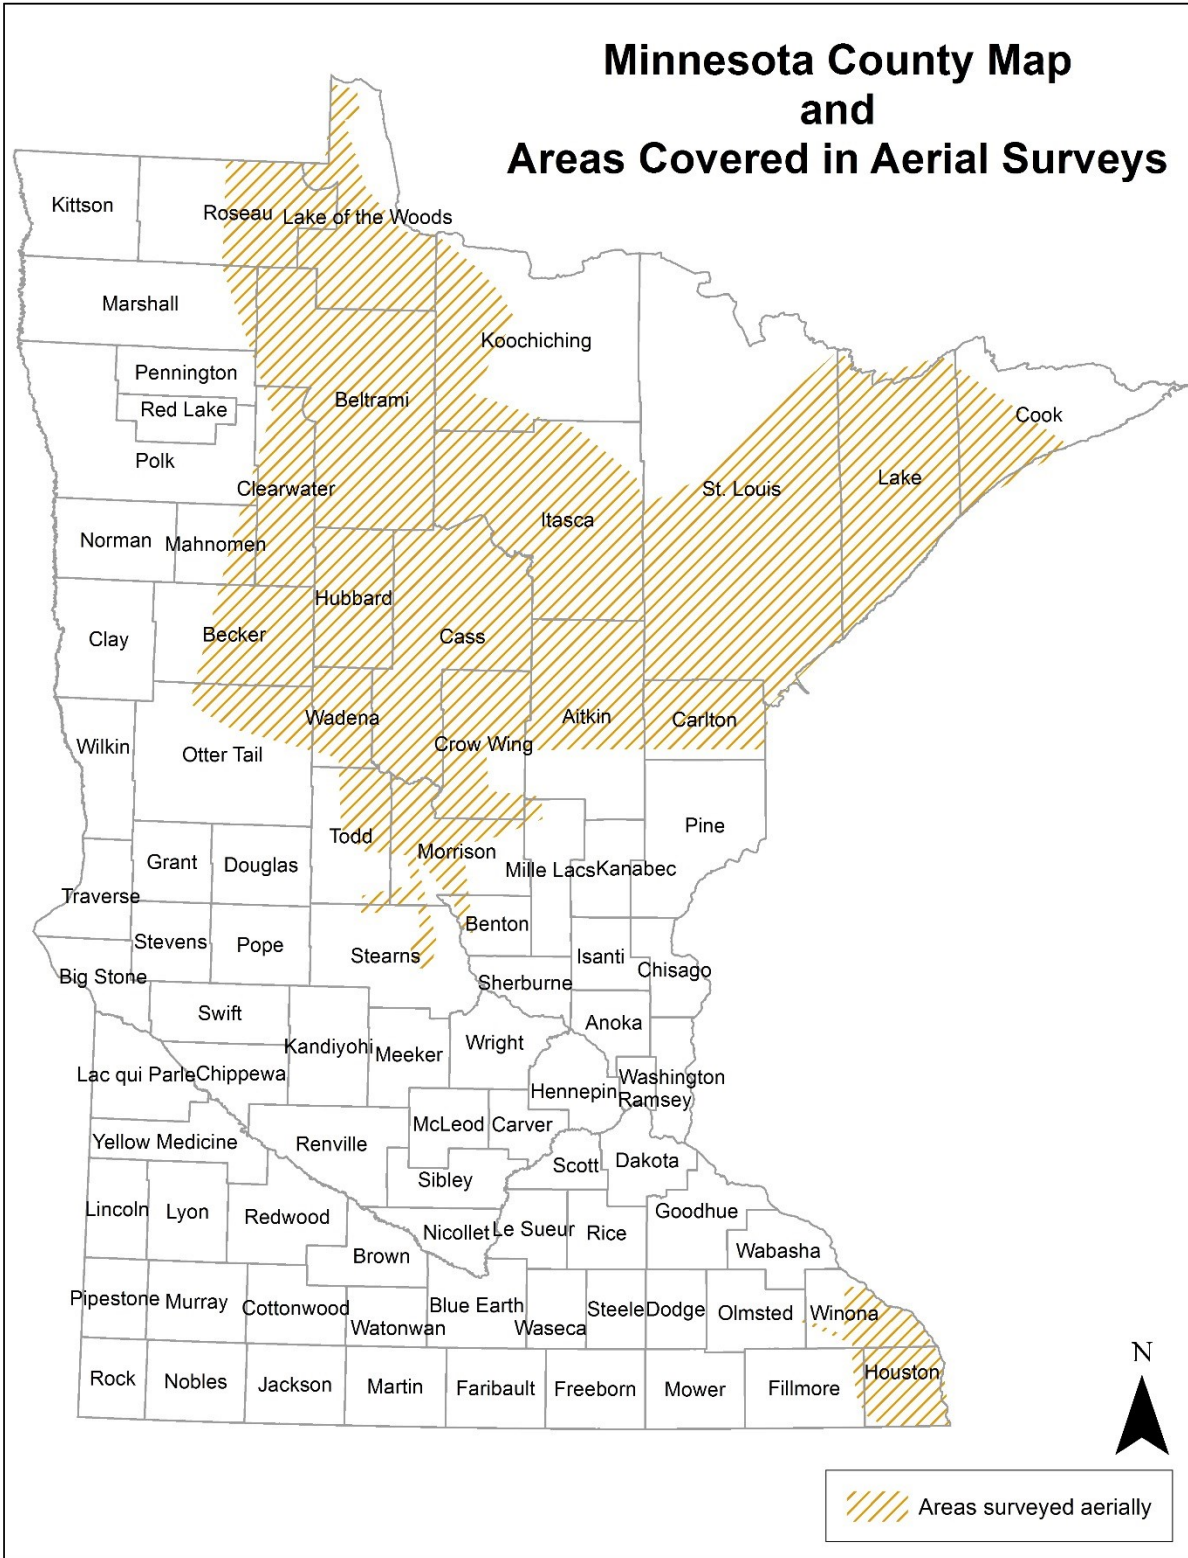 Minnesota County Map
and
Areas Covered in Aerial Surveys
Kittson
Roseau
Lake of the Woods
Marshall
Koochiching
Pennington
Beltrami
Red Lake
Cook
Polk
Clearwater
St. Louis
Lake
Itasca
Norman
Mahnomen
Hubbard
Clay
Becker
Cass
Wadena
Aitkin
Carlton
Wilkin
Otter Tail
Crow Wing
Pine
Todd
Morrison
Grant
Douglas
Mille Lacs
Kanabec
Traverse
Benton
Stevens
Pope
Stearns
Isanti
Chisago
Big Stone
Sherburne
Swift
Anoka
Kandiyohi
Meeker
Wright
Lac qui Parle
Chippewa
Hennepin
Washington
Ramsey
McLeod
Carver
Yellow Medicine
Renville
Scott
Dakota
Sibley
Lincoln
Lyon
Redwood
Nicollet
Le Sueur
Rice
Goodhue
Brown
Wabasha
Pipestone
Murray
Cottonwood
Watonwan
Blue Earth
Waseca
Steele
Dodge
Olmsted
Winona
Rock
Nobles
Jackson
Martin
Faribault
Freeborn
Mower
Fillmore
Houston
N
Areas surveyed aerially